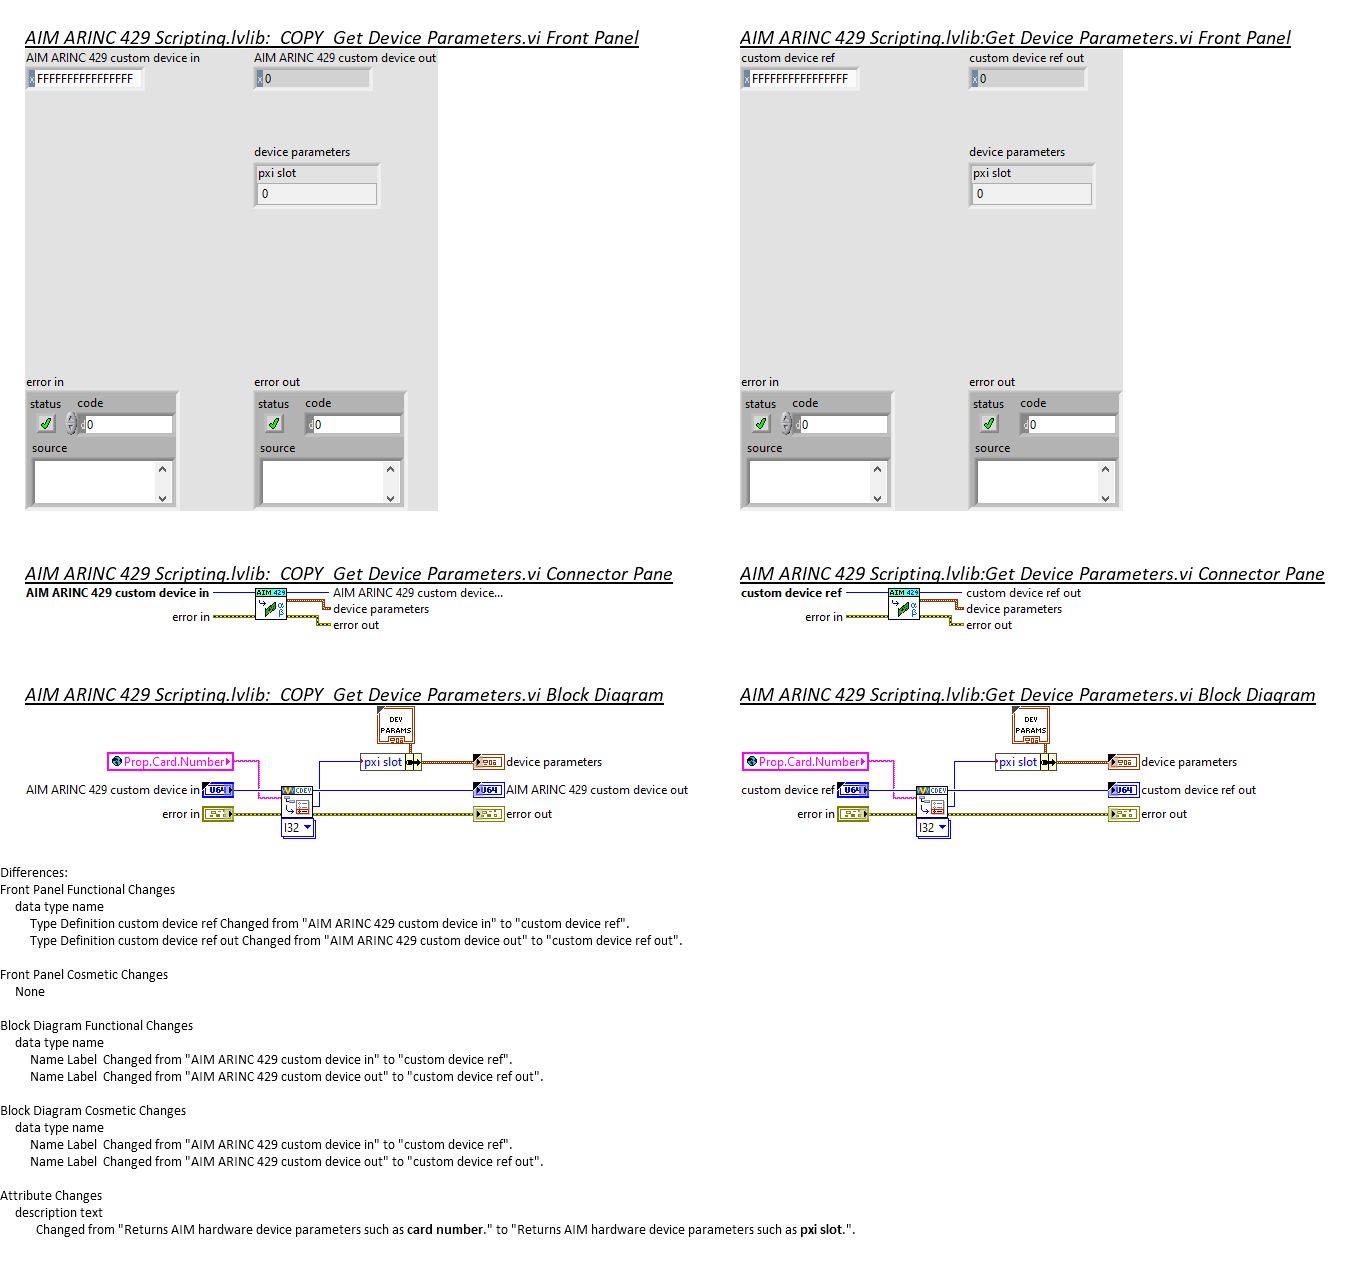 AIM ARINC 429 Scripting.lvlib:_COPY_Get Device Parameters.vi Front Panel
AIM ARINC 429 custom device in
AIM ARINC 429 custom device out
x FFFFFFFFFFFFFFFF
x 0
device parameters
pxi slot
0
error in
error out
status
code
status
code
d 0
d 0
source
source
AIM ARINC 429 Scripting.lvlib:Get Device Parameters.vi Front Panel
custom device ref
custom device ref out
x FFFFFFFFFFFFFFFF
x 0
device parameters
pxi slot
0
error in
error out
status
code
status
code
d 0
d 0
source
source
AIM ARINC 429 Scripting.lvlib:_COPY_Get Device Parameters.vi Connector Pane
AIM ARINC 429 custom device in
AIM 429
AIM ARINC 429 custom device...
device parameters
error in
error out
AIM ARINC 429 Scripting.lvlib:Get Device Parameters.vi Connector Pane
custom device ref
AIM 429
custom device ref out
device parameters
error in
error out
AIM ARINC 429 Scripting.lvlib:_COPY_Get Device Parameters.vi Block Diagram
DEV
PARAMS
Prop.Card.Number
pxi slot
device parameters
AIM ARINC 429 custom device in
U64
CDEV
U64
AIM ARINC 429 custom device out
error in
error out
I32
AIM ARINC 429 Scripting.lvlib:Get Device Parameters.vi Block Diagram
DEV
PARAMS
Prop.Card.Number
pxi slot
device parameters
custom device ref
U64
CDEV
U64
custom device ref out
error in
error out
I32
Differences:
Front Panel Functional Changes
data type name
Type Definition custom device ref Changed from "AIM ARINC 429 custom device in" to "custom device ref".
Type Definition custom device ref out Changed from "AIM ARINC 429 custom device out" to "custom device ref out".
Front Panel Cosmetic Changes
None
Block Diagram Functional Changes
data type name
Name Label  Changed from "AIM ARINC 429 custom device in" to "custom device ref".
Name Label  Changed from "AIM ARINC 429 custom device out" to "custom device ref out".
Block Diagram Cosmetic Changes
data type name
Name Label  Changed from "AIM ARINC 429 custom device in" to "custom device ref".
Name Label  Changed from "AIM ARINC 429 custom device out" to "custom device ref out".
Attribute Changes
description text
Changed from "Returns AIM hardware device parameters such as card number." to "Returns AIM hardware device parameters such as pxi slot.".